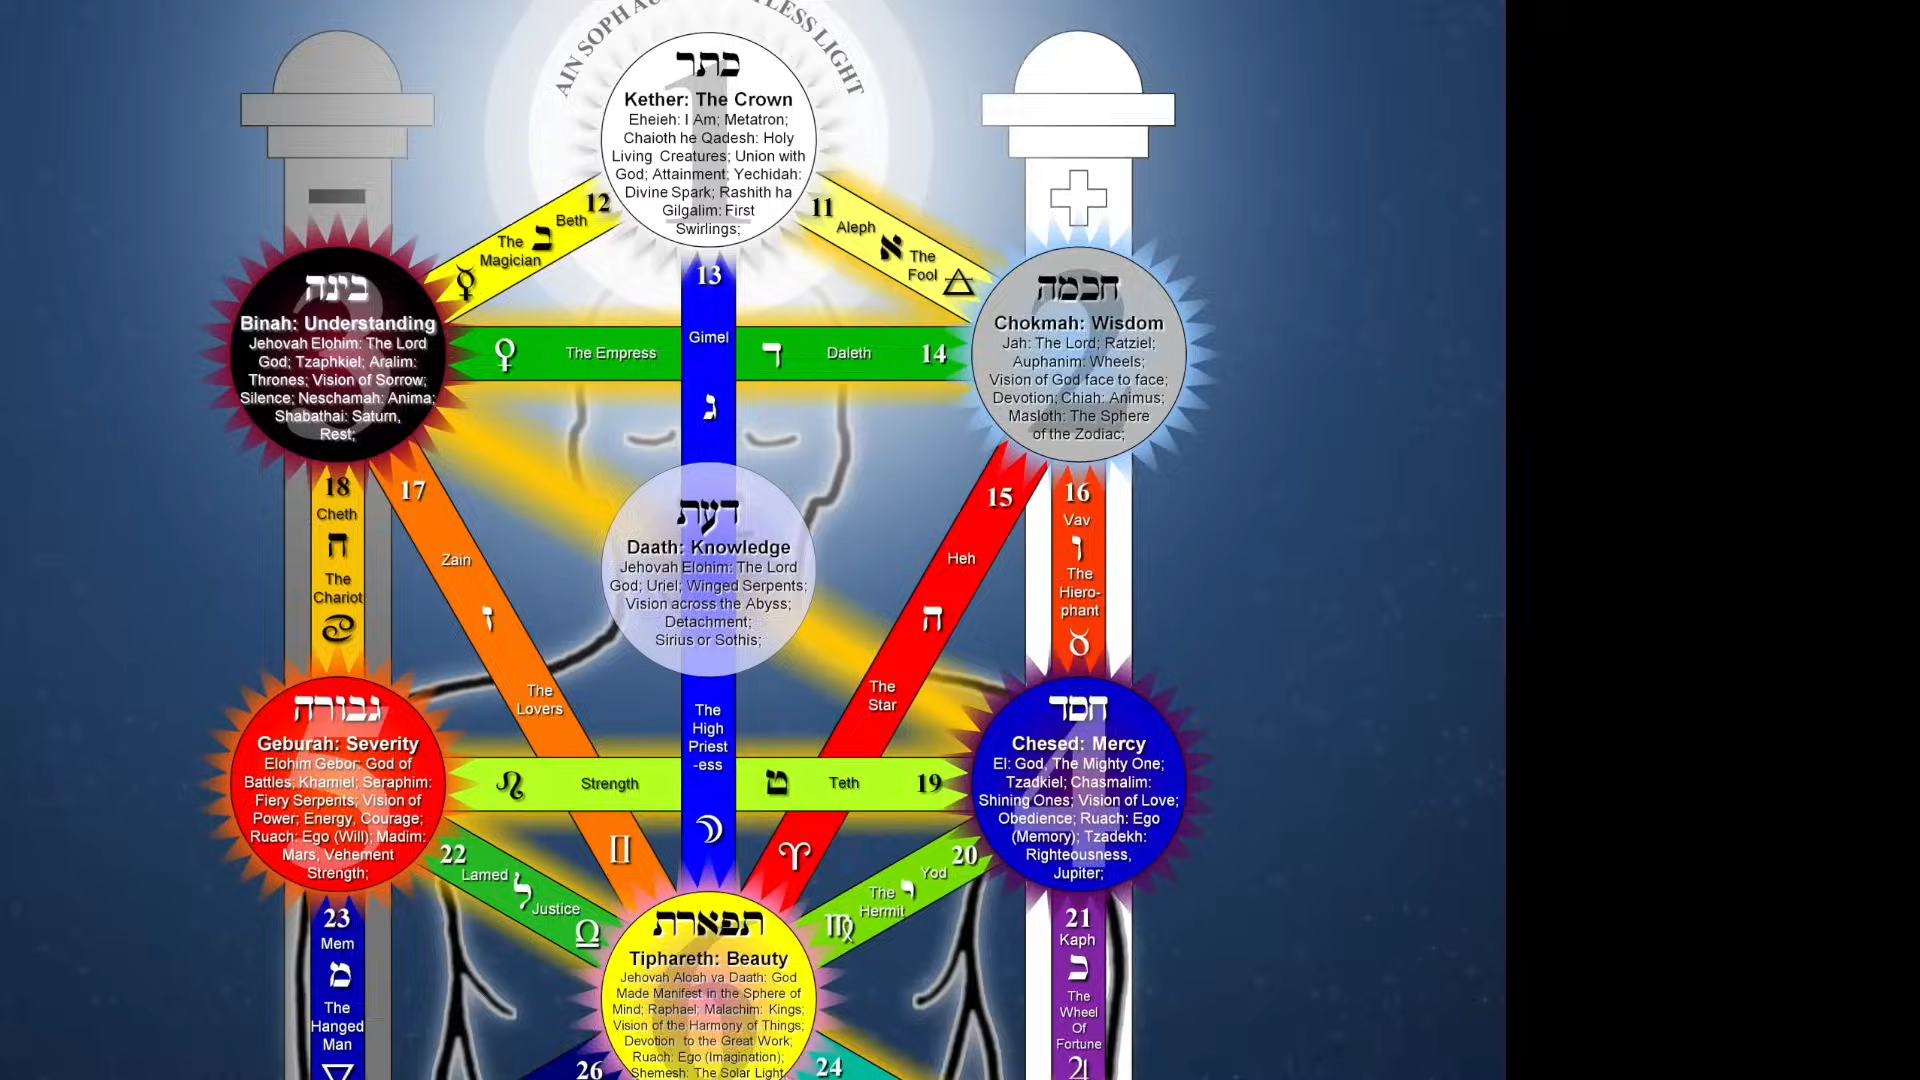 AIN SOPH AU
TLESS LIGHT
1
כתר
Kether: The Crown
Eheieh: I Am; Metatron;
Chaioth he Qadesh: Holy
Living Creatures; Union with
God; Attainment; Yechidah:
Divine Spark; Rashith ha
Gilgalim: First
Swirlings;
12
Beth
ב
The
Magician
☿
11
Aleph
א
The
Fool
🜁
3
בינה
Binah: Understanding
Jehovah Elohim: The Lord
God; Tzaphkiel; Aralim:
Thrones; Vision of Sorrow;
Silence; Neschamah: Anima;
Shabathai: Saturn,
Rest;
2
חכמה
Chokmah: Wisdom
Jah: The Lord; Ratziel;
Auphanim: Wheels;
Vision of God face to face;
Devotion; Chiah: Animus;
Masloth: The Sphere
of the Zodiac;
♀ The Empress ד Daleth 14
13
Gimel
ג
דעת
Daath: Knowledge
Jehovah Elohim: The Lord
God; Uriel; Winged Serpents;
Vision across the Abyss;
Detachment;
Sirius or Sothis;
The
High
Priest
-ess
☽
18
Cheth
ח
The
Chariot
♋
17
Zain
ז
The
Lovers
♊
15
Heh
ה
The
Star
♈
16
Vav
ו
The
Hiero-
phant
♉
5
גבורה
Geburah: Severity
Elohim Gebor: God of
Battles; Khamiel; Seraphim:
Fiery Serpents; Vision of
Power; Energy, Courage;
Ruach: Ego (Will); Madim:
Mars, Vehement
Strength;
♌ Strength ט Teth 19
4
חסד
Chesed: Mercy
El: God, The Mighty One;
Tzadkiel; Chasmalim:
Shining Ones; Vision of Love;
Obedience; Ruach: Ego
(Memory); Tzadekh:
Righteousness,
Jupiter;
22
Lamed
ל
Justice
♎
20
Yod
י
The
Hermit
♍
23
Mem
מ
The
Hanged
Man
6
תפארת
Tiphareth: Beauty
Jehovah Aloah va Daath: God
Made Manifest in the Sphere of
Mind; Raphael; Malachim: Kings;
Vision of the Harmony of Things;
Devotion to the Great Work;
Ruach: Ego (Imagination);
Shemesh: The Solar Light,
21
Kaph
כ
The
Wheel
Of
Fortune
♃
26
24